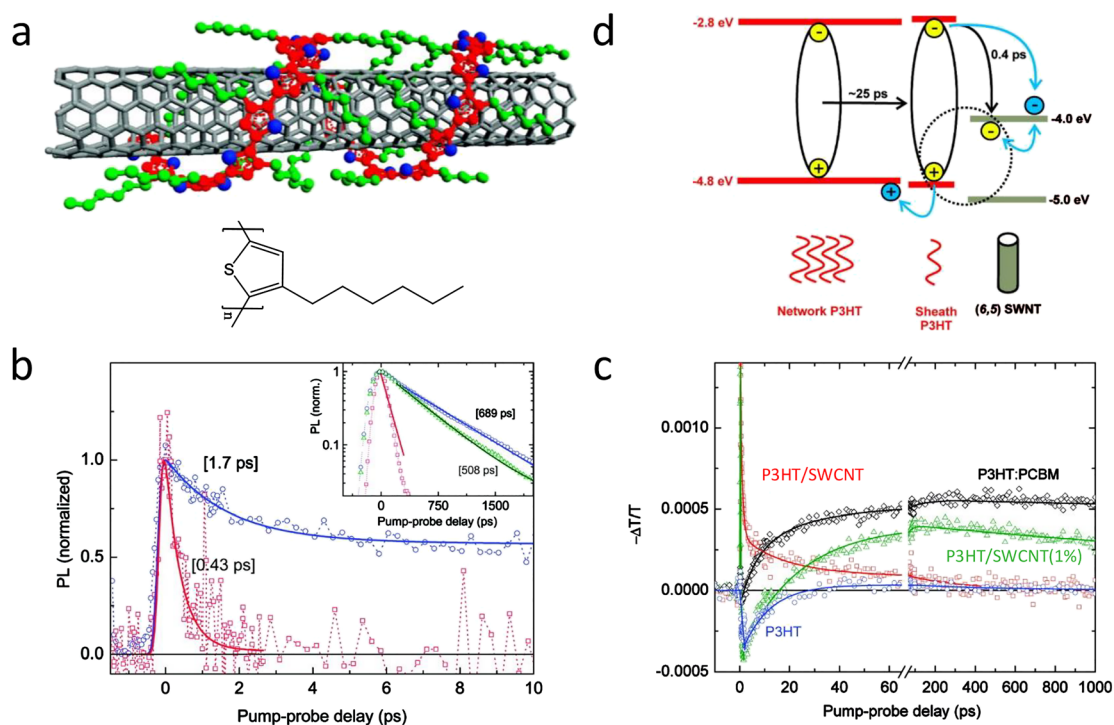 a
S
n
b
PL (normalized)
1.0
0.5
0.0
[1.7 ps]
[0.43 ps]
0 2 4 6 8 10
Pump-probe delay (ps)
PL (norm.)
1
0.1
[689 ps]
[508 ps]
0 750 1500
Pump-probe delay (ps)
d
-2.8 eV
-4.8 eV
~25 ps
0.4 ps
-4.0 eV
-5.0 eV
Network P3HT
Sheath
P3HT
(6,5) SWNT
c
−ΔT/T
0.0010
0.0005
0.0000
-0.0005
P3HT/SWCNT
P3HT:PCBM
P3HT/SWCNT(1%)
P3HT
0 20 40 60 200 400 600 800 1000
Pump-probe delay (ps)